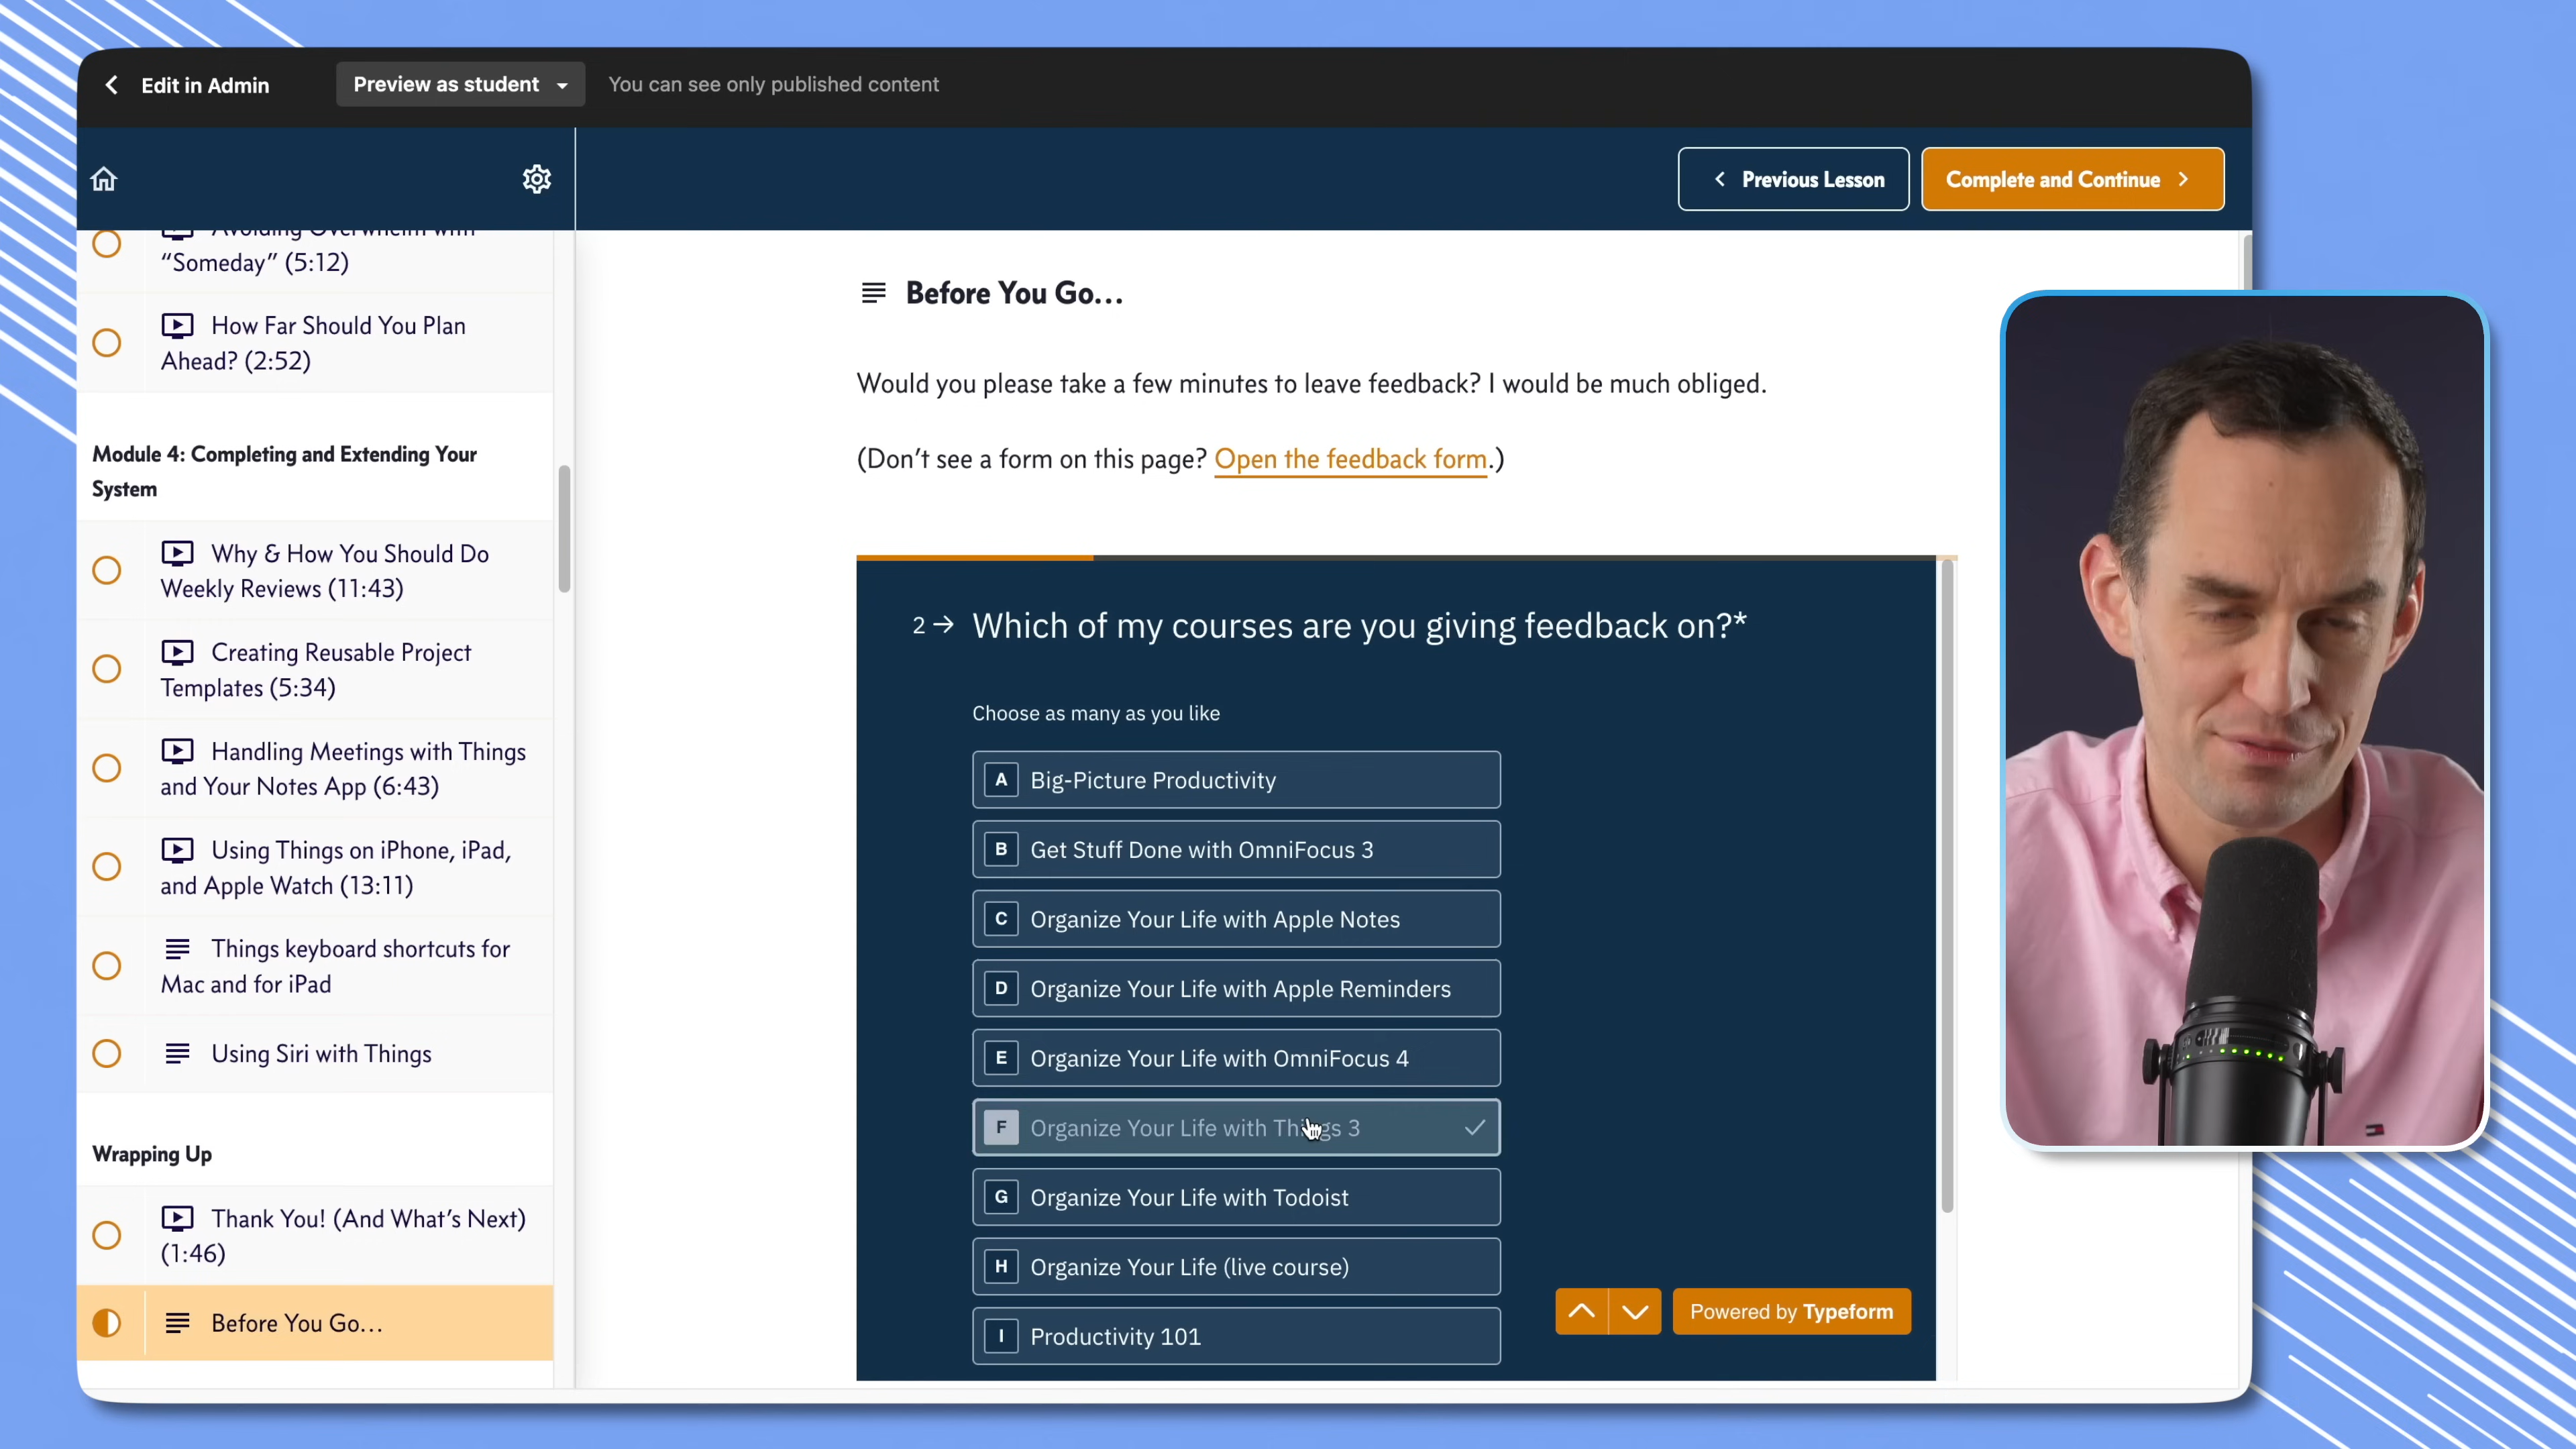 Edit in Admin
Preview as student
You can see only published content
Previous Lesson
Complete and Continue
Avoiding Overwhelm with
“Someday” (5:12)
How Far Should You Plan
Ahead? (2:52)
Module 4: Completing and Extending Your
System
Why & How You Should Do
Weekly Reviews (11:43)
Creating Reusable Project
Templates (5:34)
Handling Meetings with Things
and Your Notes App (6:43)
Using Things on iPhone, iPad,
and Apple Watch (13:11)
Things keyboard shortcuts for
Mac and for iPad
Using Siri with Things
Wrapping Up
Thank You! (And What’s Next)
(1:46)
Before You Go…
Before You Go…
Would you please take a few minutes to leave feedback? I would be much obliged.
(Don’t see a form on this page? Open the feedback form.)
2 → Which of my courses are you giving feedback on?*
Choose as many as you like
A Big-Picture Productivity
B Get Stuff Done with OmniFocus 3
C Organize Your Life with Apple Notes
D Organize Your Life with Apple Reminders
E Organize Your Life with OmniFocus 4
F Organize Your Life with Things 3
G Organize Your Life with Todoist
H Organize Your Life (live course)
I Productivity 101
Powered by Typeform